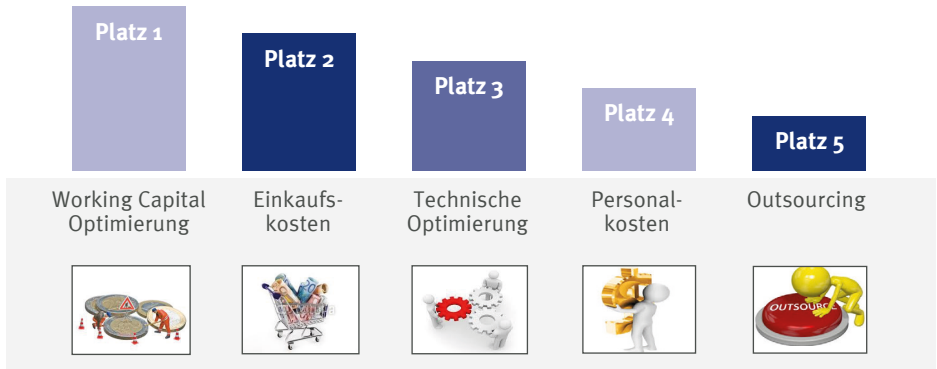 Platz 1
Platz 2
Platz 3
Platz 4
Platz 5
Working Capital
Optimierung
Einkaufs-
kosten
Technische
Optimierung
Personal-
kosten
Outsourcing
OUTSOURCE